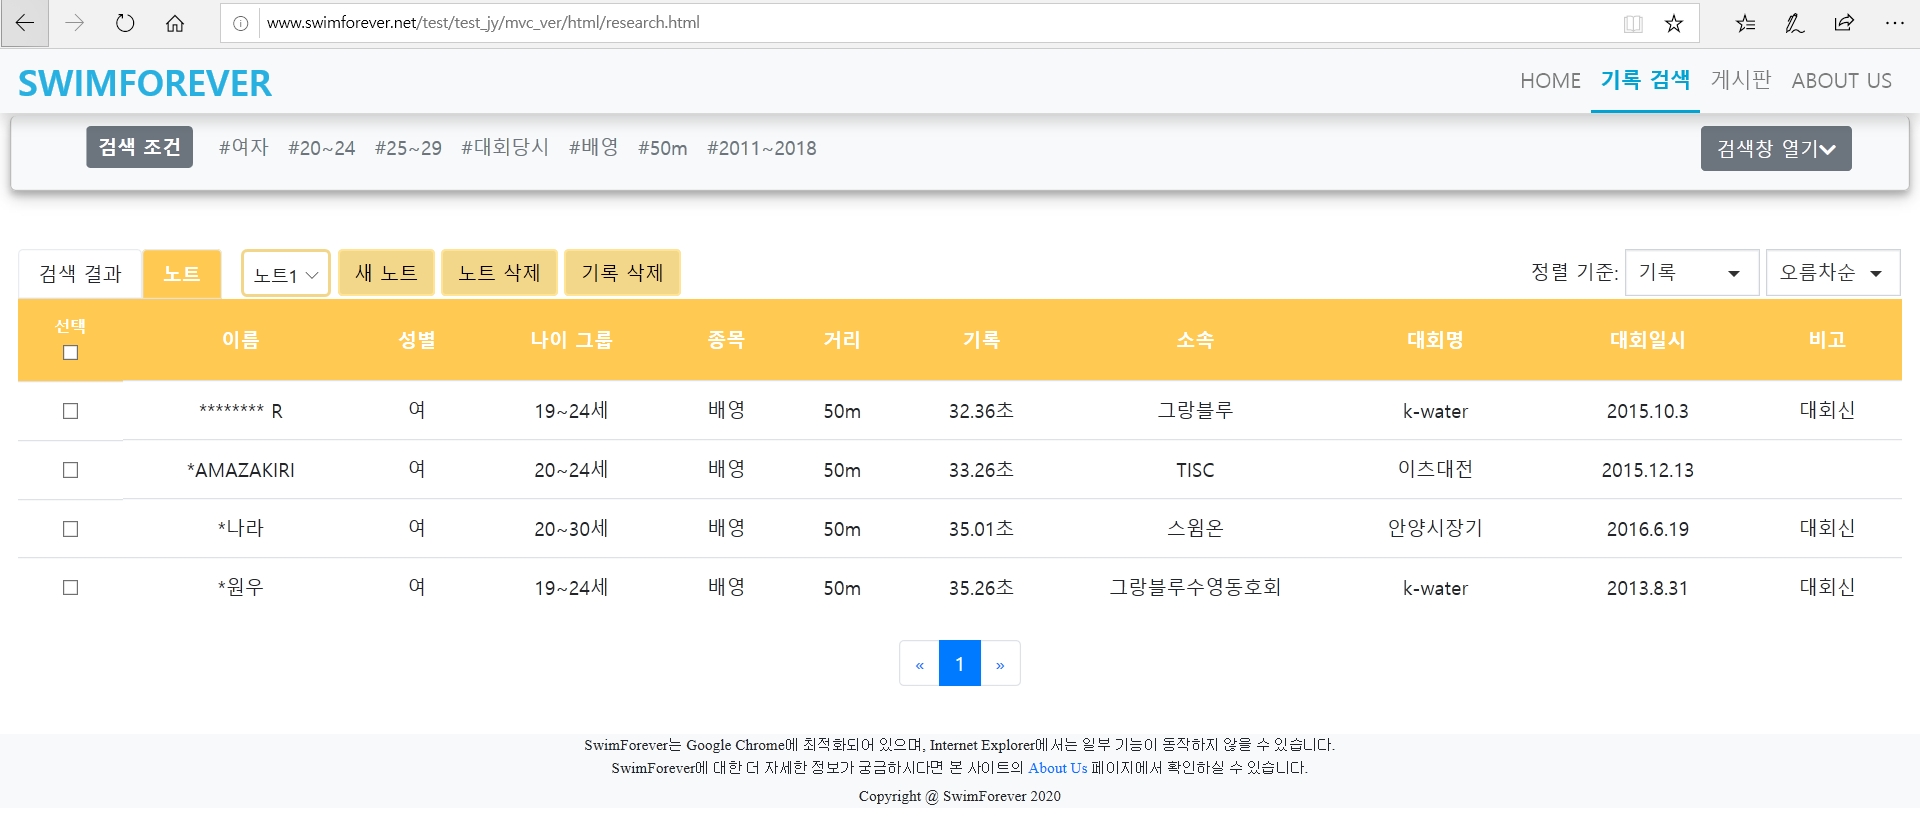 www.swimforever.net/test/test_jy/mvc_ver/html/research.html
SWIMFOREVER HOME 기록 검색 게시판 ABOUT US
검색 조건 #여자 #20~24 #25~29 #대회당시 #배영 #50m #2011~2018 검색창 열기
검색 결과 노트 노트1 새 노트 노트 삭제 기록 삭제 정렬 기준: 기록 오름차순
선택 이름 성별 나이 그룹 종목 거리 기록 소속 대회명 대회일시 비고
******** R 여 19~24세 배영 50m 32.36초 그랑블루 k-water 2015.10.3 대회신
*AMAZAKIRI 여 20~24세 배영 50m 33.26초 TISC 이츠대전 2015.12.13
*나라 여 20~30세 배영 50m 35.01초 스윔온 안양시장기 2016.6.19 대회신
*원우 여 19~24세 배영 50m 35.26초 그랑블루수영동호회 k-water 2013.8.31 대회신
« 1 »
SwimForever는 Google Chrome에 최적화되어 있으며, Internet Explorer에서는 일부 기능이 동작하지 않을 수 있습니다.
SwimForever에 대한 더 자세한 정보가 궁금하시다면 본 사이트의 About Us 페이지에서 확인하실 수 있습니다.
Copyright @ SwimForever 2020